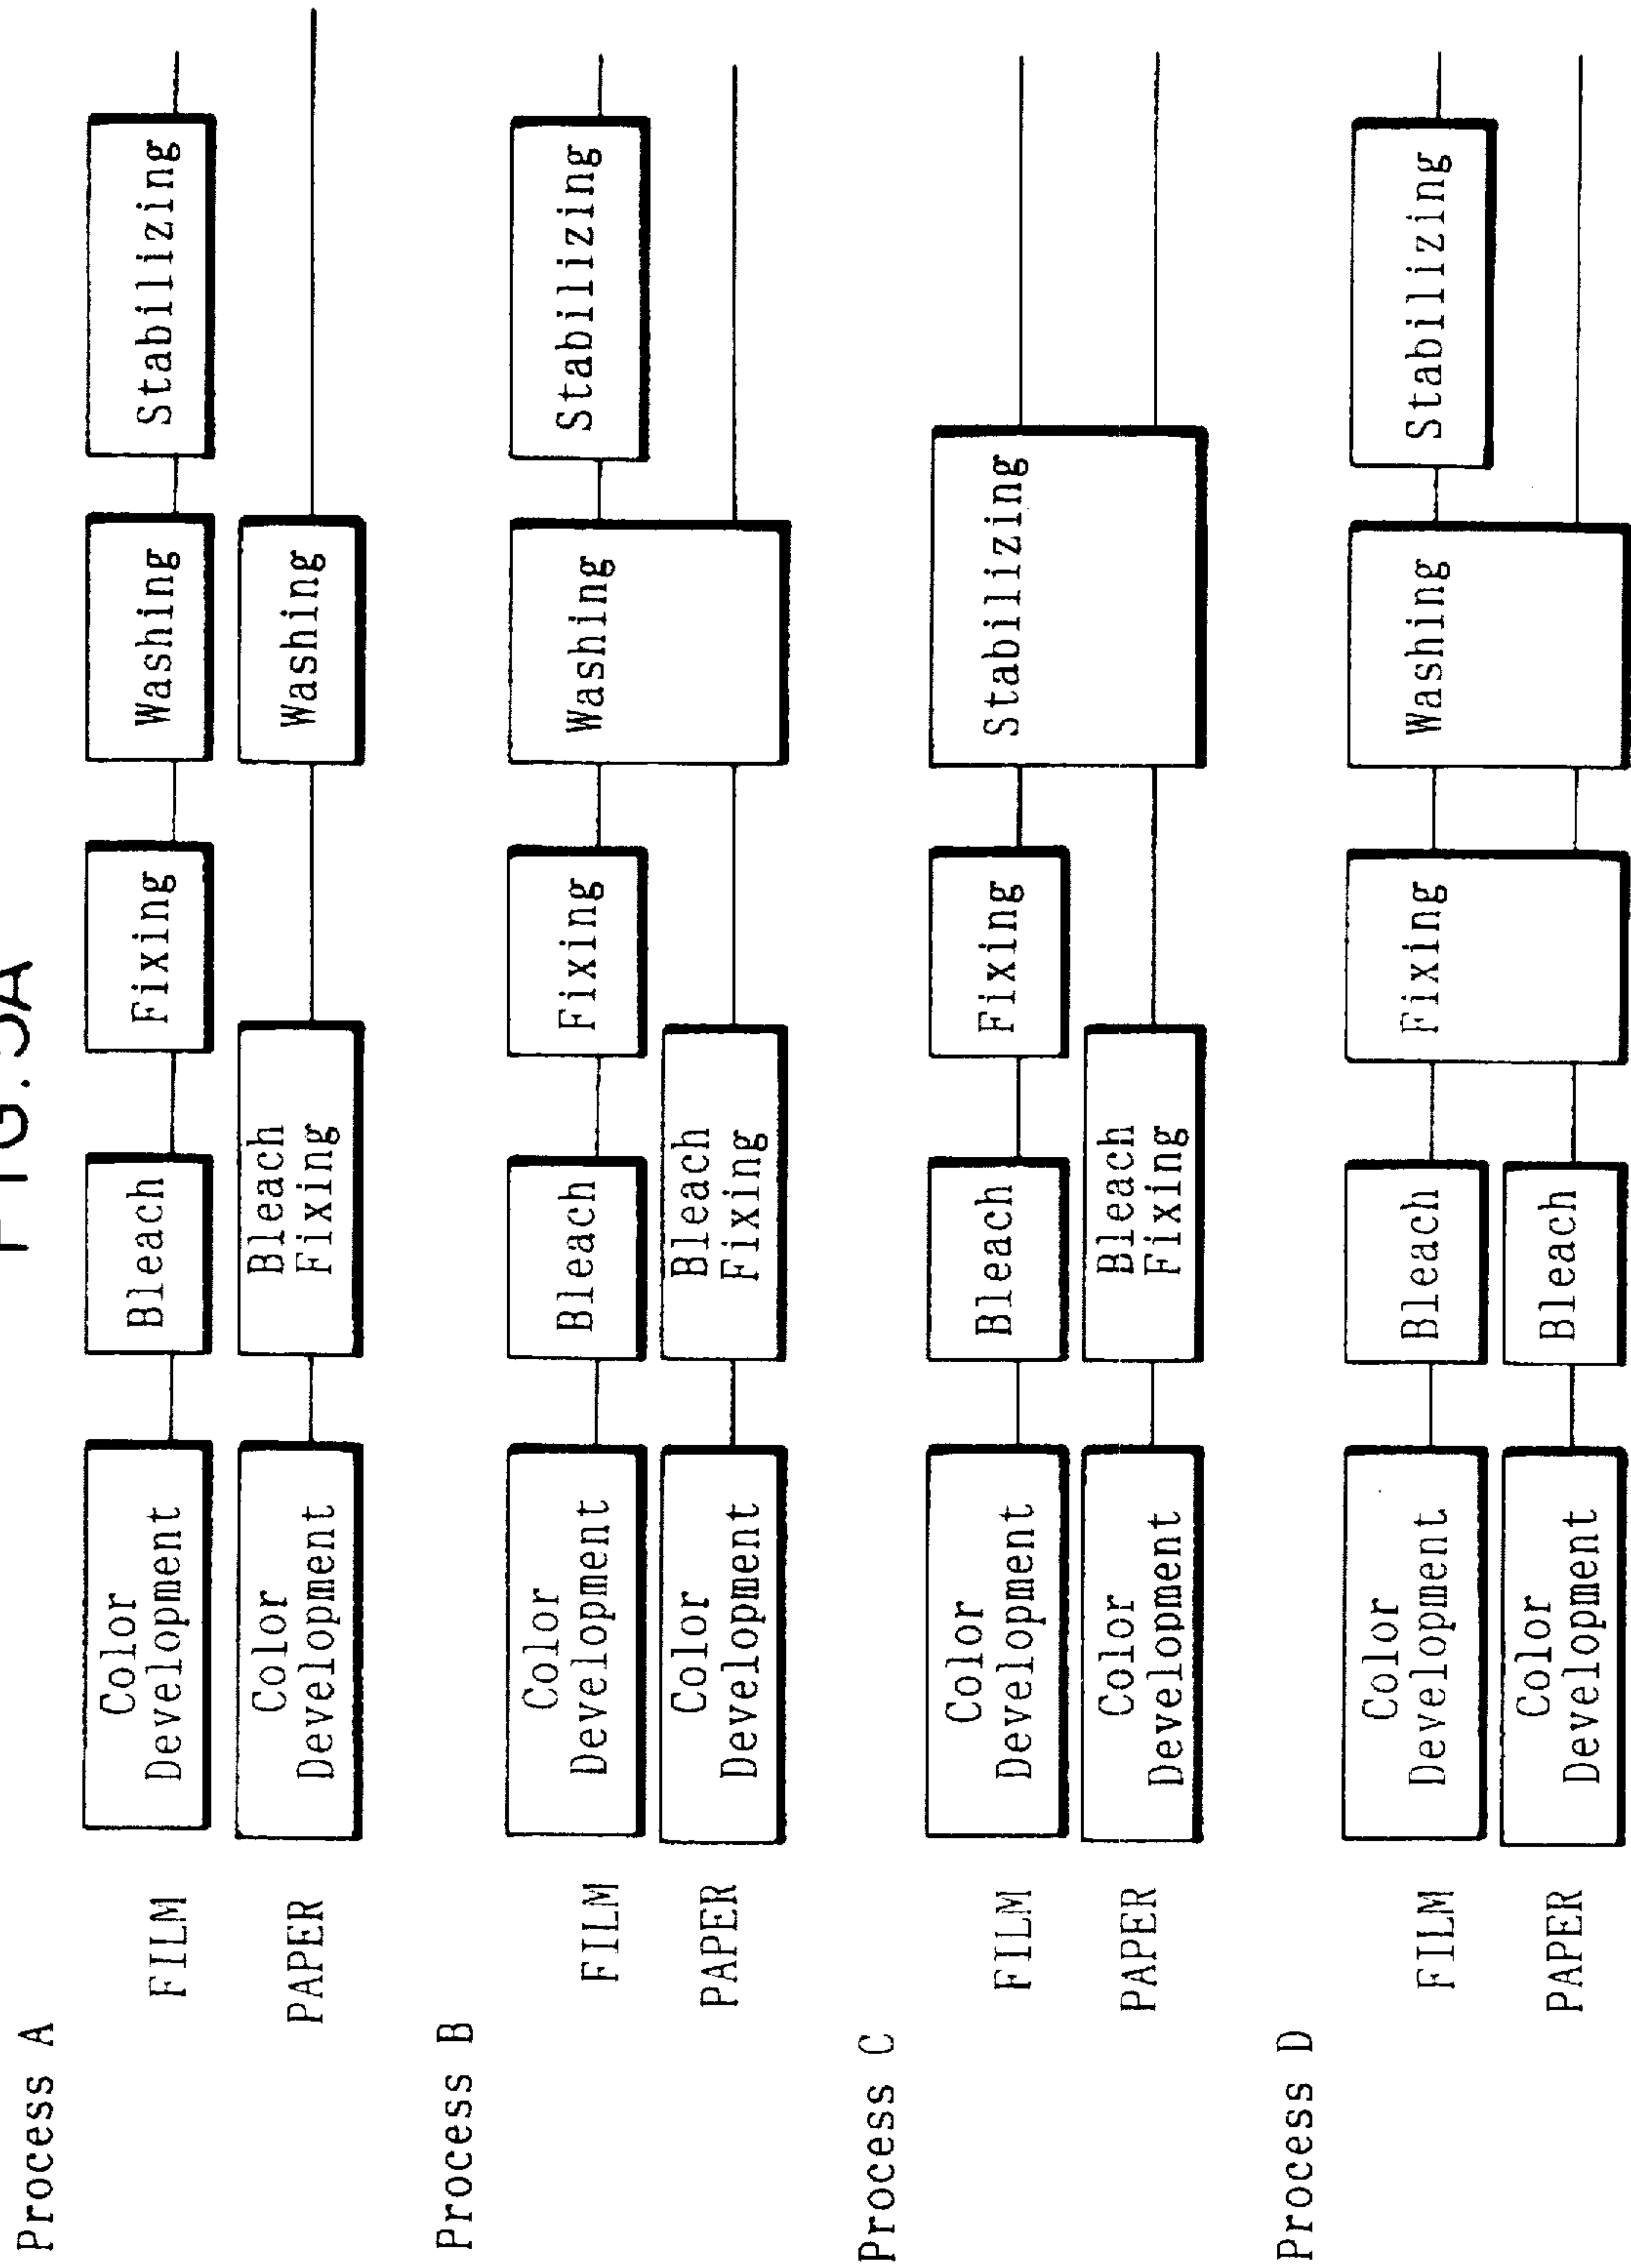 Process A
FILM
Color
Development
Bleach
Fixing
Washing
Stabilizing
PAPER
Color
Development
Bleach
Fixing
Washing
Process B
FILM
Color
Development
Bleach
Fixing
Washing
Stabilizing
PAPER
Color
Development
Bleach
Fixing
Process C
FILM
Color
Development
Bleach
Fixing
Stabilizing
PAPER
Color
Development
Bleach
Fixing
Process D
FILM
Color
Development
Bleach
Fixing
Washing
Stabilizing
PAPER
Color
Development
Bleach